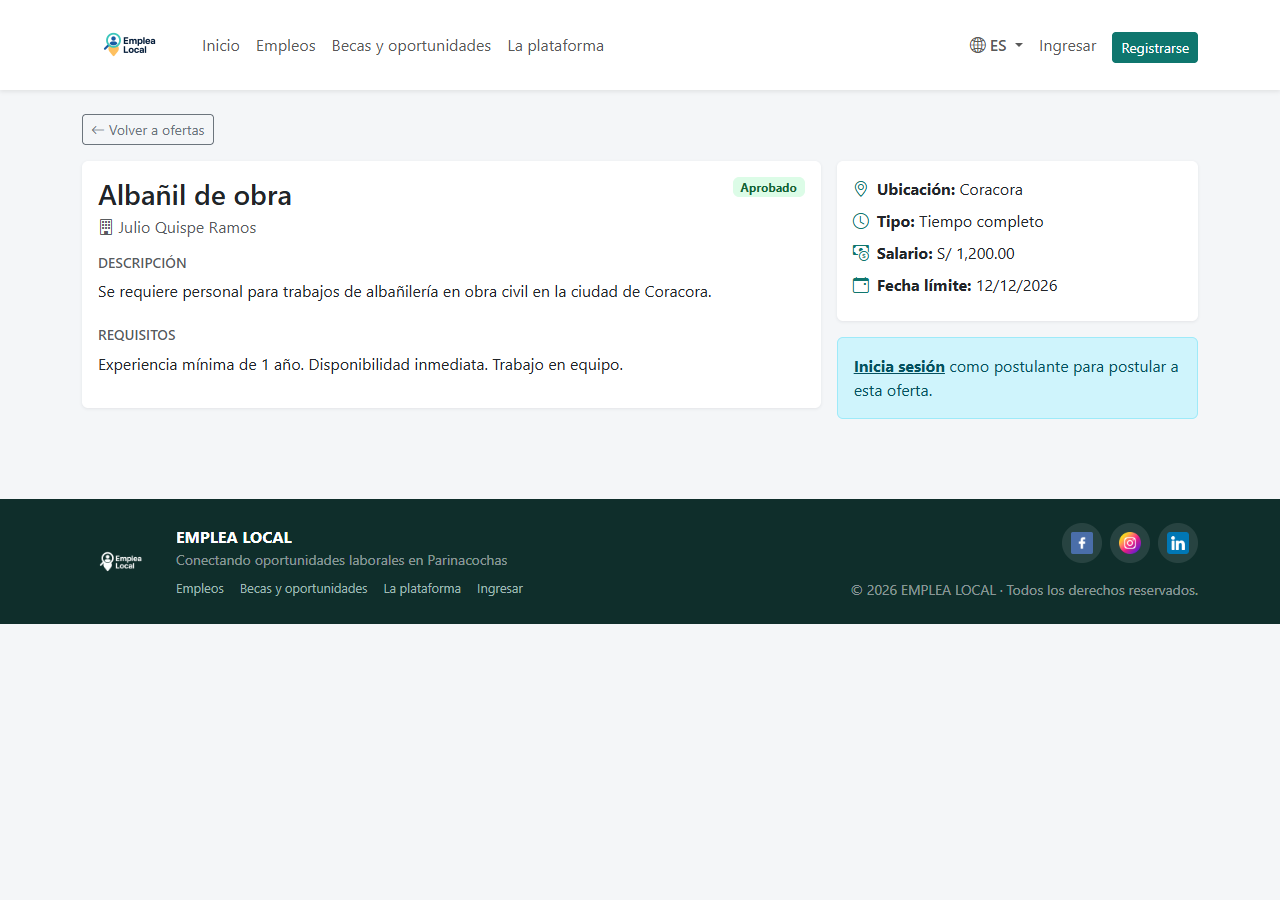 Emplea
Local
Inicio
Empleos
Becas y oportunidades
La plataforma
ES
Ingresar
Registrarse
← Volver a ofertas
Albañil de obra
Aprobado
Julio Quispe Ramos
DESCRIPCIÓN
Se requiere personal para trabajos de albañilería en obra civil en la ciudad de Coracora.
REQUISITOS
Experiencia mínima de 1 año. Disponibilidad inmediata. Trabajo en equipo.
Ubicación: Coracora
Tipo: Tiempo completo
Salario: S/ 1,200.00
Fecha límite: 12/12/2026
Inicia sesión como postulante para postular a
esta oferta.
Emplea
Local
EMPLEA LOCAL
Conectando oportunidades laborales en Parinacochas
Empleos
Becas y oportunidades
La plataforma
Ingresar
© 2026 EMPLEA LOCAL · Todos los derechos reservados.